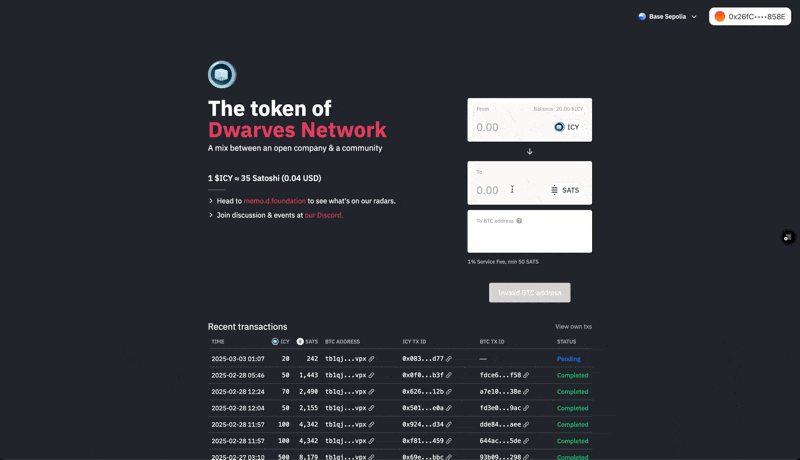 Base Sepolia
0x26fC••••858E
The token of
Dwarves Network
A mix between an open company & a community
1 $ICY ≈ 35 Satoshi (0.04 USD)
Head to memo.d.foundation to see what's on our radars.
Join discussion & events at our Discord.
From Balance: 20.00 $ICY
0.00 ICY
To
0.00 SATS
To BTC address
1% Service Fee, min 50 SATS
Invalid BTC address
Recent transactions View own txs
TIME ICY SATS BTC ADDRESS ICY TX ID BTC TX ID STATUS
2025-03-03 01:07 20 242 tb1qj...vpx 0x083...d77 — Pending
2025-02-28 05:46 50 1,443 tb1qj...vpx 0x0f0...b3f fdce6...f58 Completed
2025-02-28 12:24 70 2,490 tb1qj...vpx 0x626...12b a7e10...38e Completed
2025-02-28 12:04 50 2,155 tb1qj...vpx 0x501...e0a fd3e0...9ac Completed
2025-02-28 11:57 100 4,342 tb1qj...vpx 0x924...d34 dde84...aee Completed
2025-02-28 11:57 100 4,342 tb1qj...vpx 0xf81...459 644ac...5de Completed
2025-02-27 03:10 500 8,179 tb1qj...vpx 0x69e...bbc 93b09...298 Completed